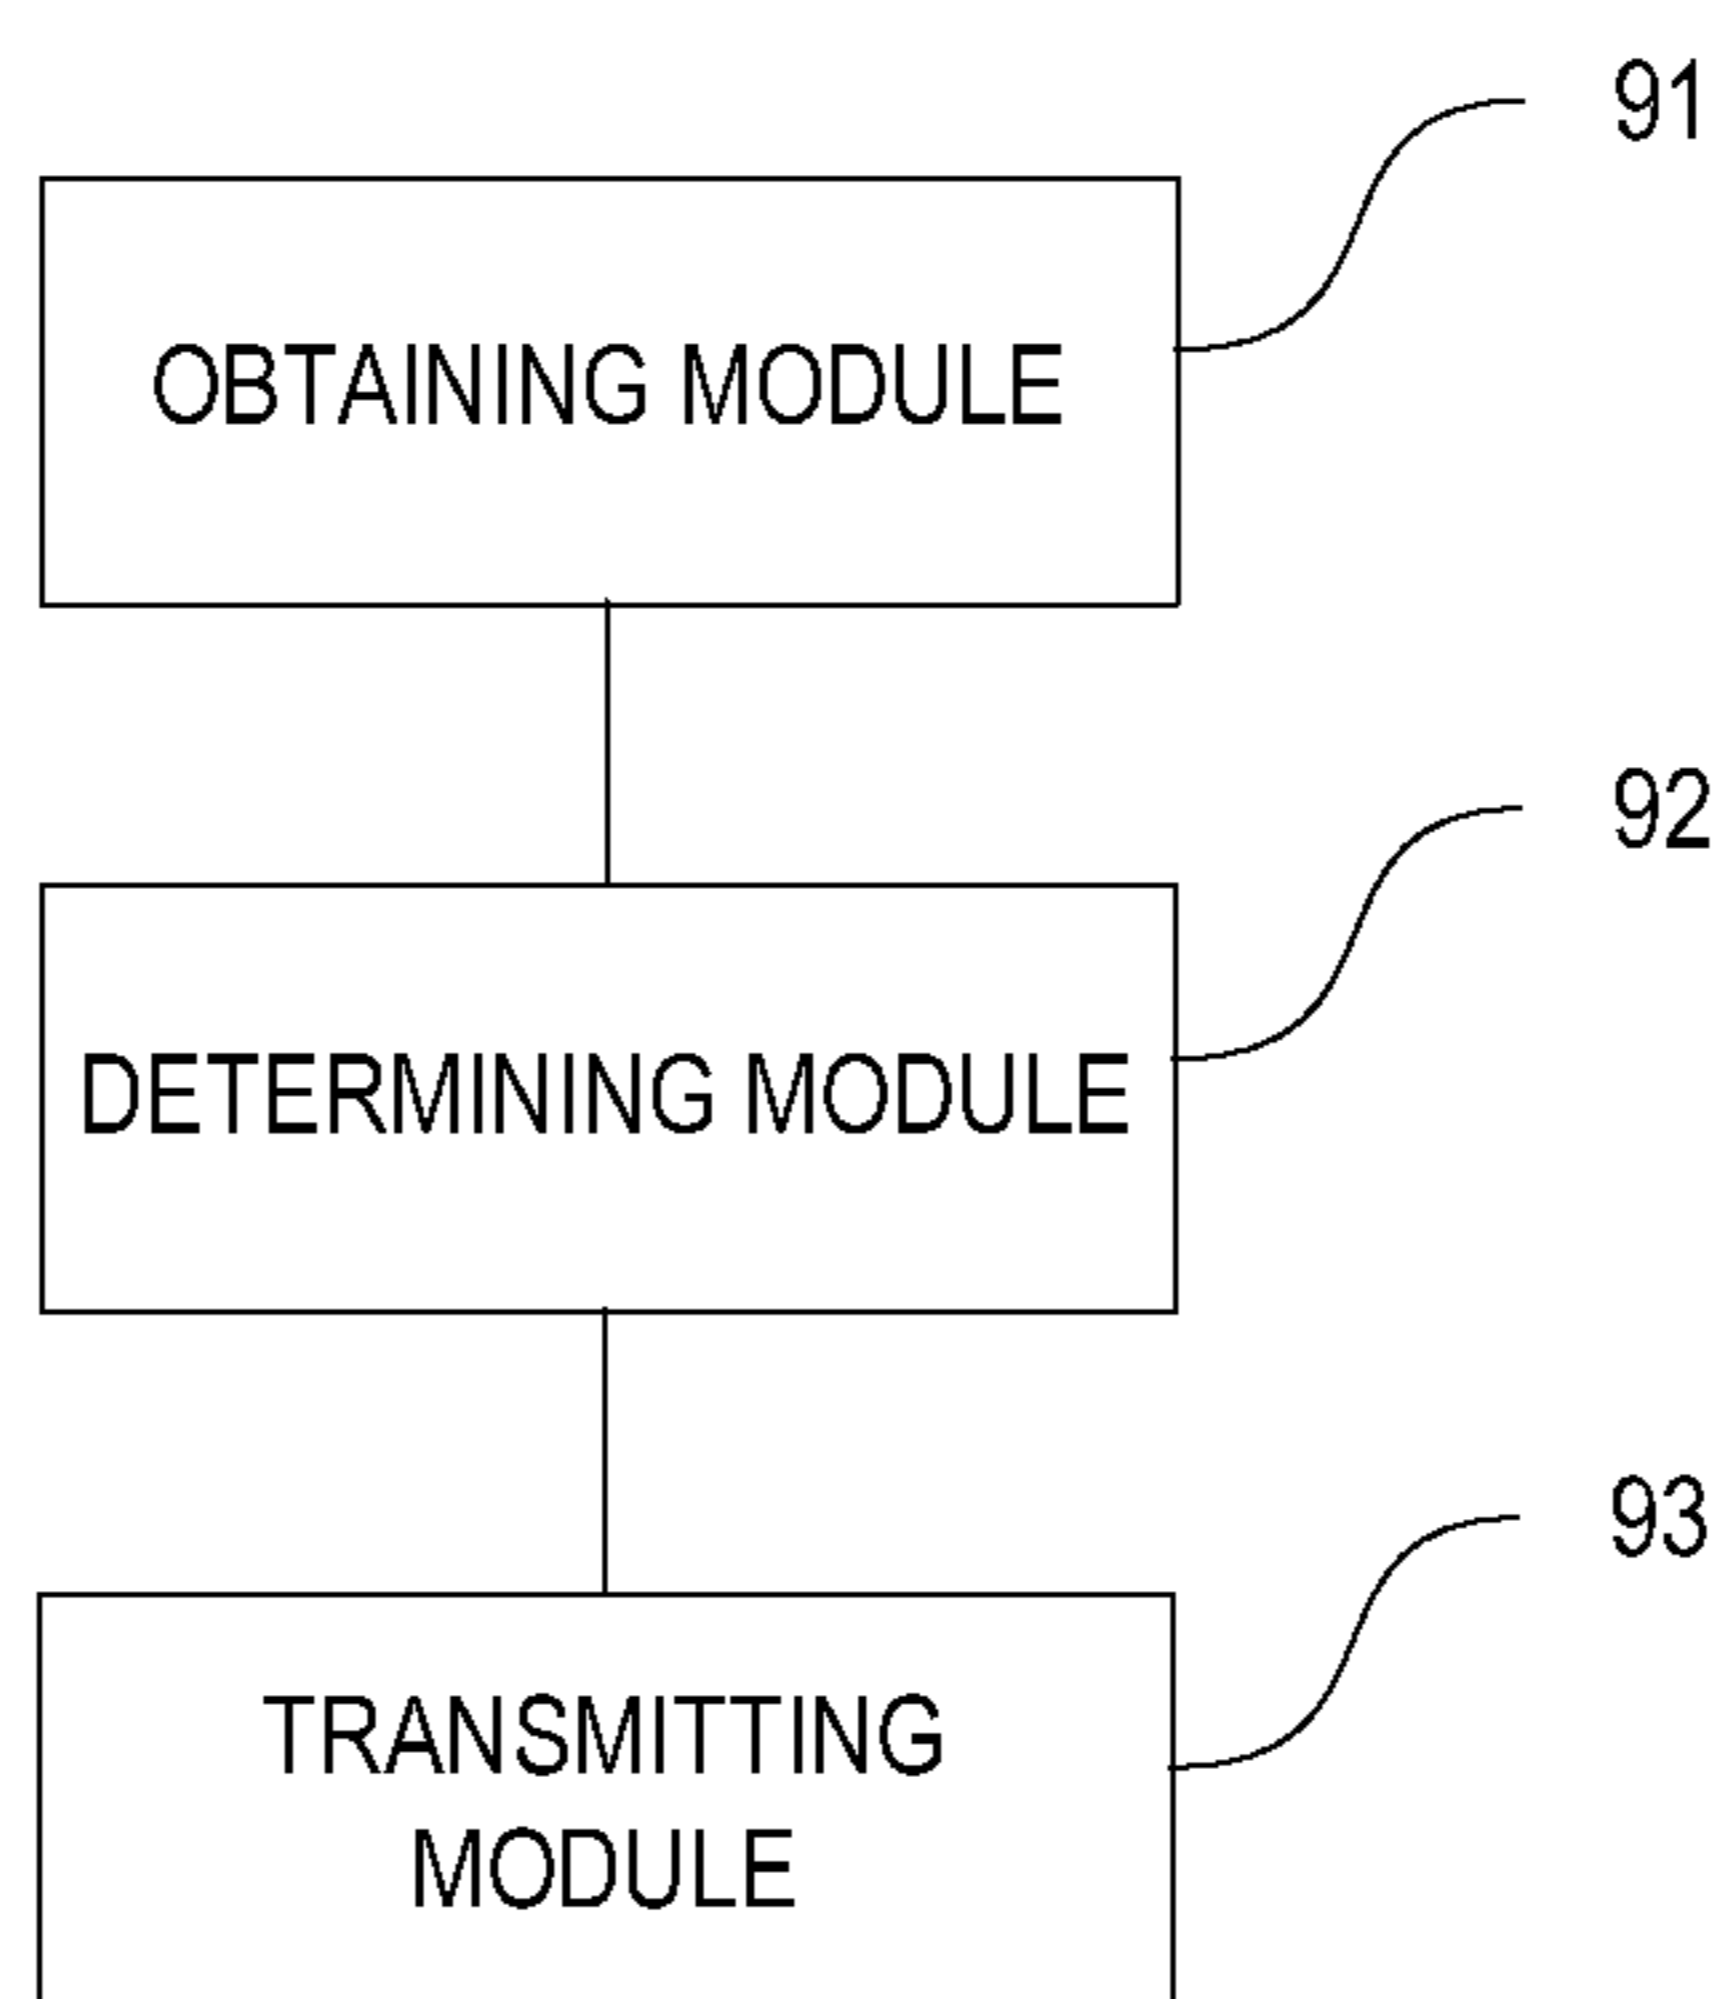 91
OBTAINING MODULE
92
DETERMINING MODULE
93
TRANSMITTING
MODULE